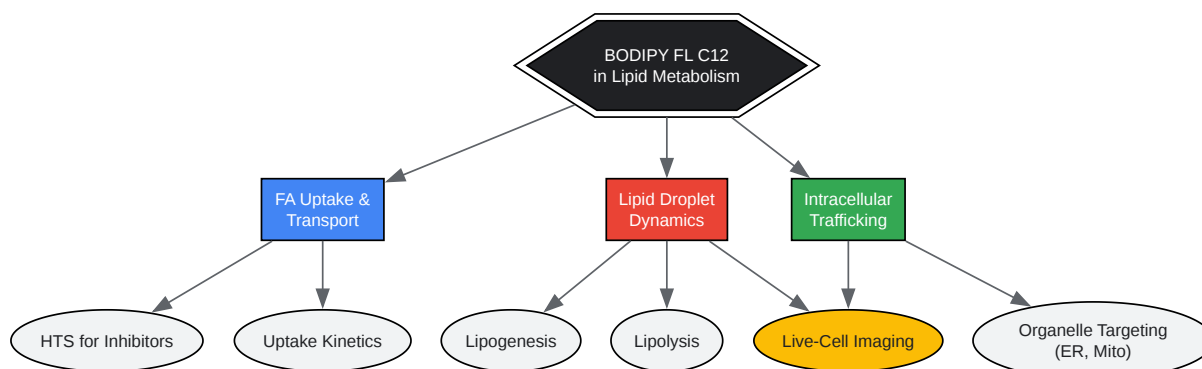 BODIPY FL C12
in Lipid Metabolism
FA Uptake &
Transport
Lipid Droplet
Dynamics
Intracellular
Trafficking
HTS for Inhibitors
Uptake Kinetics
Lipogenesis
Lipolysis
Live-Cell Imaging
Organelle Targeting
(ER, Mito)